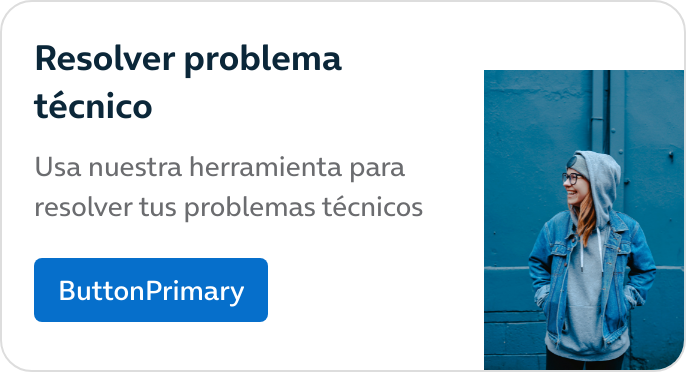 Resolver problema
técnico
Usa nuestra herramienta para
resolver tus problemas técnicos
ButtonPrimary